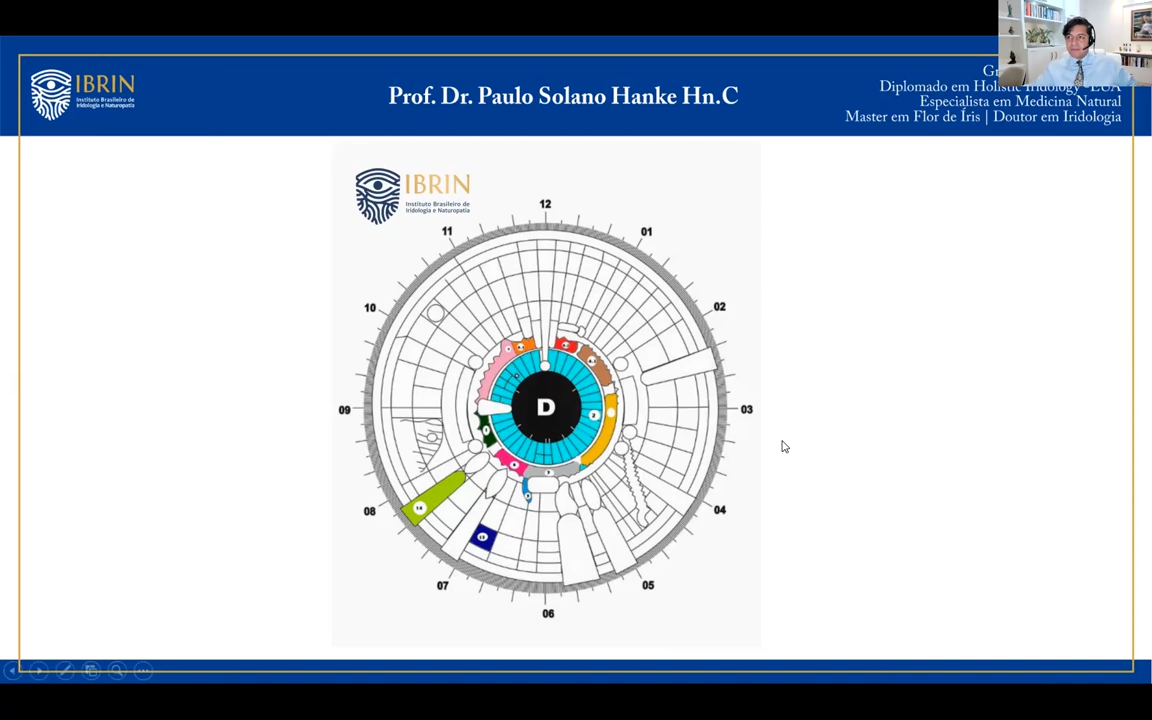 IBRIN
Instituto Brasileiro de
Iridologia e Naturopatia
Prof. Dr. Paulo Solano Hanke Hn.C
Diplomado em Holistic Iridology -EUA
Especialista em Medicina Natural
Master em Flor de Íris | Doutor em Iridologia
IBRIN
Instituto Brasileiro de
Iridologia e Naturopatia
12
11
01
10
02
09
D
03
08
04
07
05
06